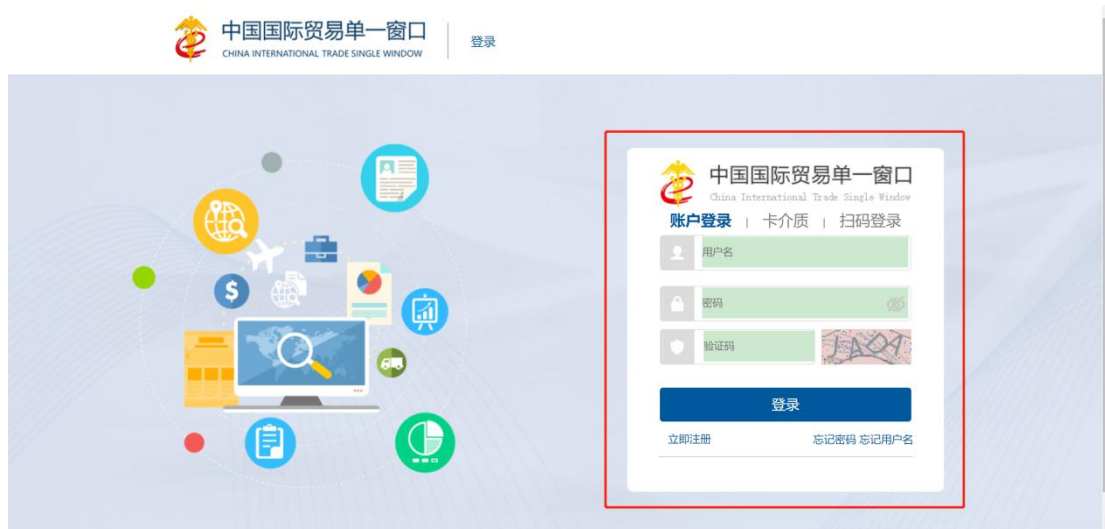 中国国际贸易单一窗口
CHINA INTERNATIONAL TRADE SINGLE WINDOW
登录
中国国际贸易单一窗口
China International Trade Single Window
账户登录 | 卡介质 | 扫码登录
用户名
密码
验证码
立即注册 忘记密码 忘记用户名